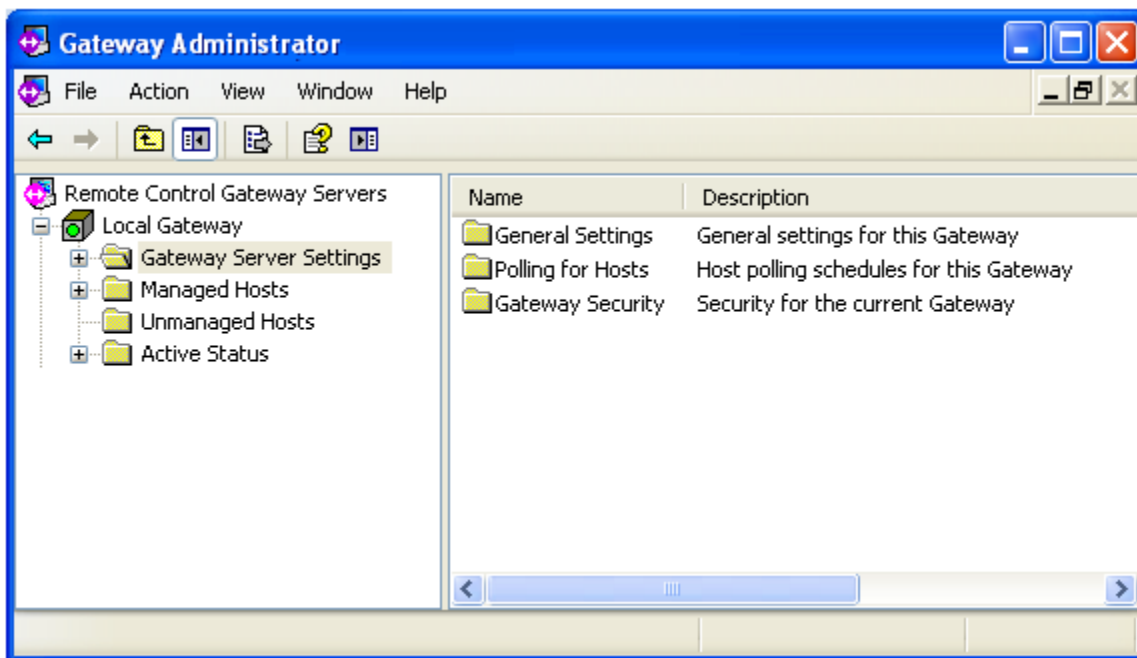 Gateway Administrator
File Action View Window Help
Remote Control Gateway Servers
Local Gateway
Gateway Server Settings
Managed Hosts
Unmanaged Hosts
Active Status
Name Description
General Settings General settings for this Gateway
Polling for Hosts Host polling schedules for this Gateway
Gateway Security Security for the current Gateway